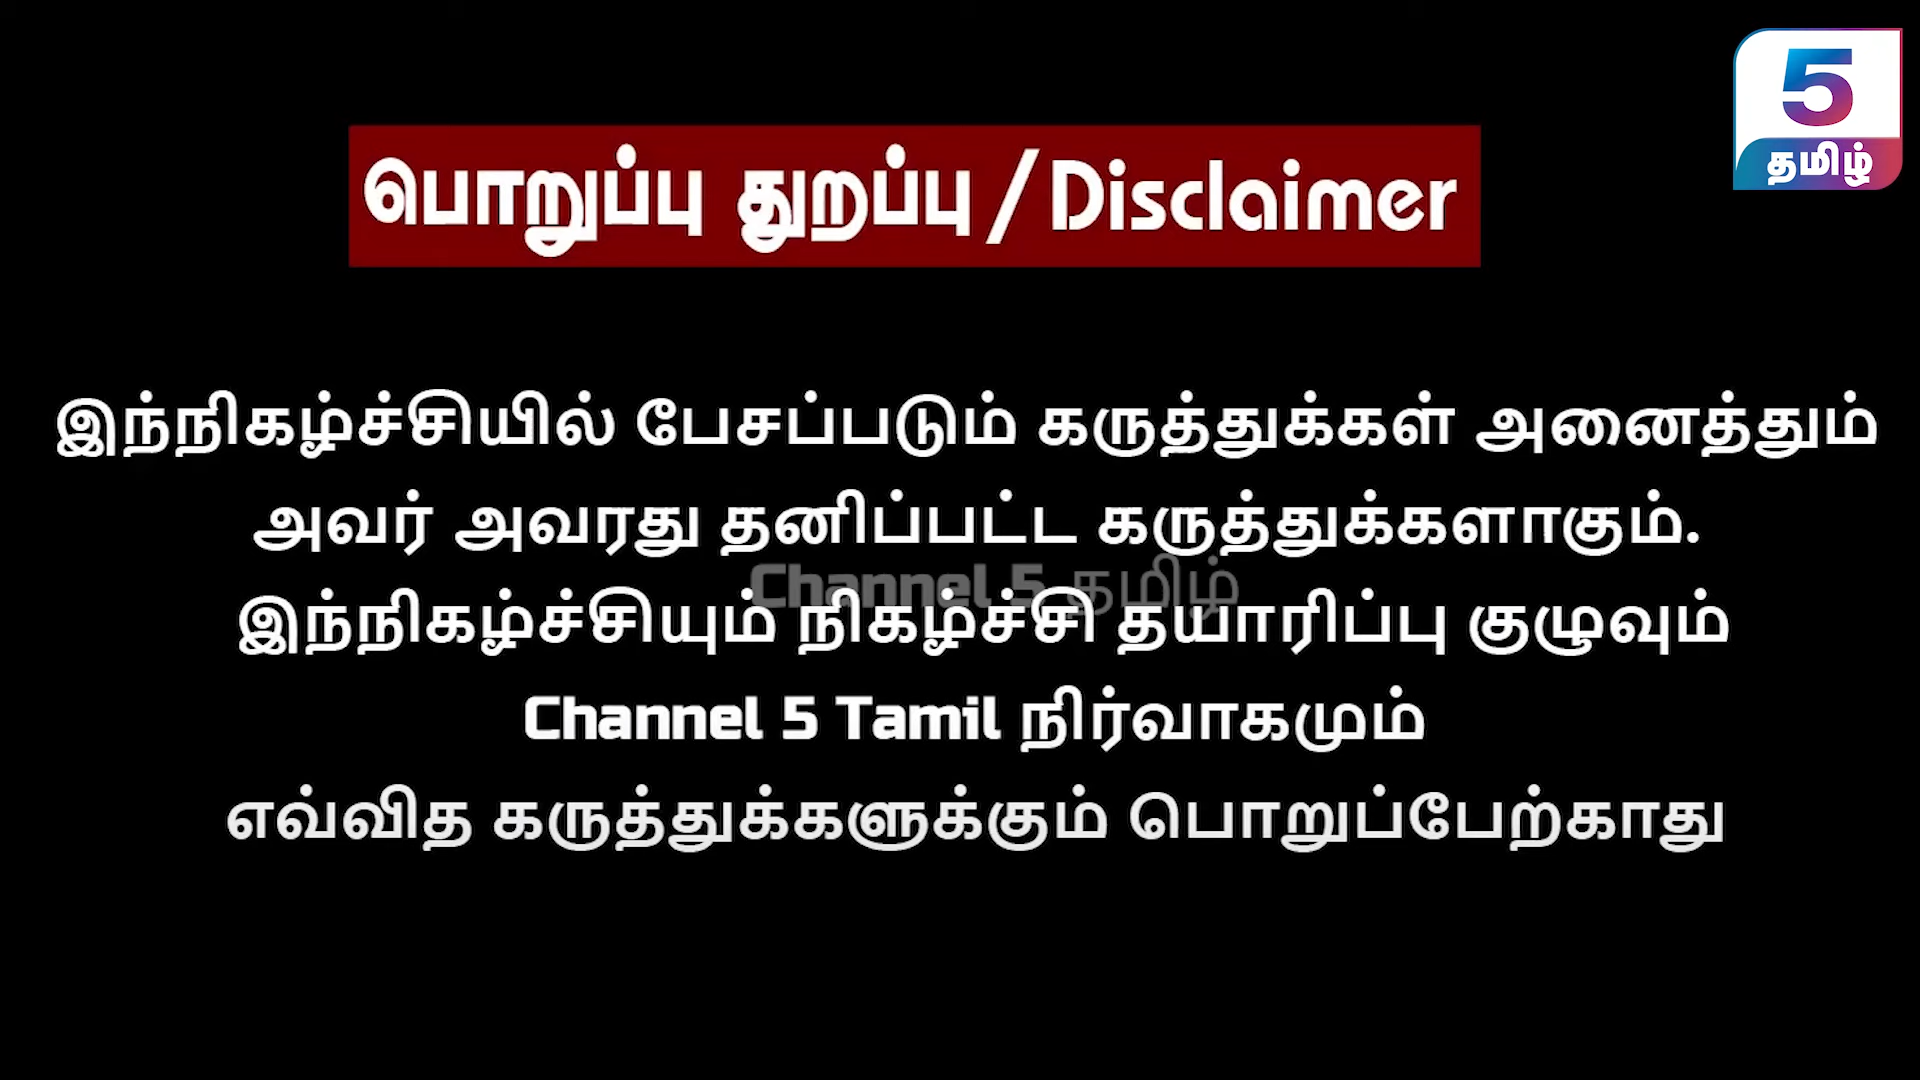 5
தமிழ்
பொறுப்பு துறப்பு/Disclaimer
இந்நிகழ்ச்சியில் பேசப்படும் கருத்துக்கள் அனைத்தும்
அவர் அவரது தனிப்பட்ட கருத்துக்களாகும்.
Channel 5 தமிழ்
இந்நிகழ்ச்சியும் நிகழ்ச்சி தயாரிப்பு குழுவும்
Channel 5 Tamil நிர்வாகமும்
எவ்வித கருத்துக்களுக்கும் பொறுப்பேற்காது